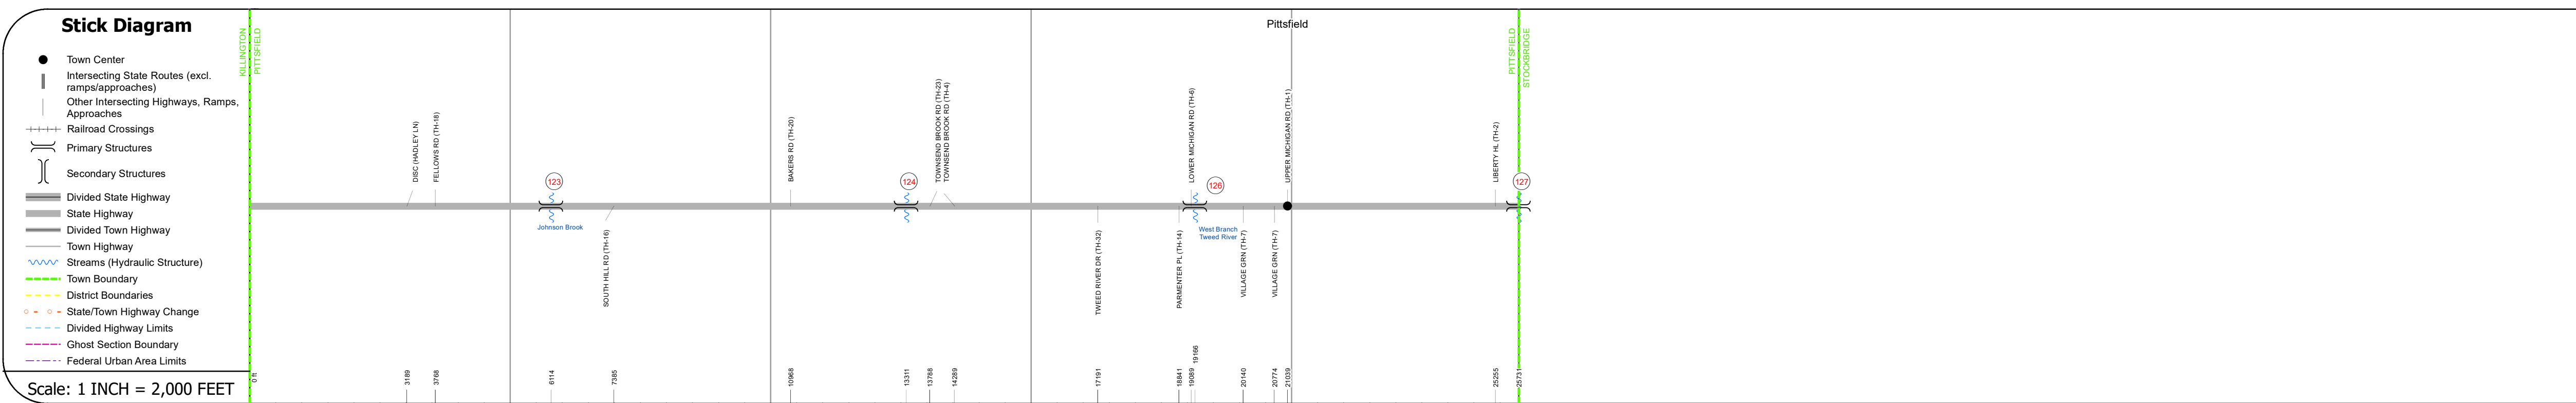 Stick Diagram
Town Center
Intersecting State Routes (excl.
ramps/approaches)
Other Intersecting Highways, Ramps,
Approaches
Railroad Crossings
Primary Structures
Secondary Structures
Divided State Highway
State Highway
Divided Town Highway
Town Highway
Streams (Hydraulic Structure)
Town Boundary
District Boundaries
State/Town Highway Change
Divided Highway Limits
Ghost Section Boundary
Federal Urban Area Limits
Scale: 1 INCH = 2,000 FEET
KILLINGTON
PITTSFIELD
Pittsfield
PITTSFIELD
STOCKBRIDGE
DISC (HADLEY LN)
FELLOWS RD (TH-18)
BAKERS RD (TH-20)
TOWNSEND BROOK RD (TH-23)
TOWNSEND BROOK RD (TH-4)
LOWER MICHIGAN RD (TH-6)
UPPER MICHIGAN RD (TH-1)
LIBERTY HL (TH-2)
123
124
126
127
Johnson Brook
West Branch
Tweed River
SOUTH HILL RD (TH-16)
TWEED RIVER DR (TH-32)
PARMENTER PL (TH-14)
VILLAGE GRN (TH-7)
VILLAGE GRN (TH-7)
0 ft
3189
3768
6114
7385
10968
13311
13788
14289
17191
18841
19089
19166
20140
20774
21039
25255
25731